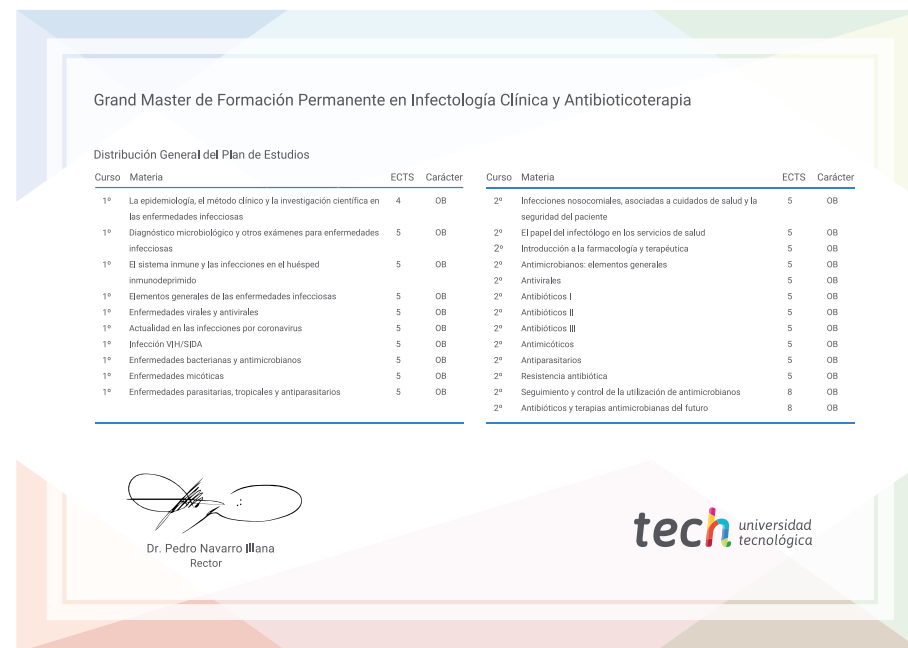 Grand Master de Formación Permanente en Infectología Clínica y Antibioticoterapia
Distribución General del Plan de Estudios
Curso Materia ECTS Carácter
1º La epidemiología, el método clínico y la investigación científica en 4 OB
las enfermedades infecciosas
1º Diagnóstico microbiológico y otros exámenes para enfermedades 5 OB
infecciosas
1º El sistema inmune y las infecciones en el huésped 5 OB
inmunodeprimido
1º Elementos generales de las enfermedades infecciosas 5 OB
1º Enfermedades virales y antivirales 5 OB
1º Actualidad en las infecciones por coronavirus 5 OB
1º Infección VIH/SIDA 5 OB
1º Enfermedades bacterianas y antimicrobianos 5 OB
1º Enfermedades micóticas 5 OB
1º Enfermedades parasitarias, tropicales y antiparasitarios 5 OB
Curso Materia ECTS Carácter
2º Infecciones nosocomiales, asociadas a cuidados de salud y la 5 OB
seguridad del paciente
2º El papel del infectólogo en los servicios de salud 5 OB
2º Introducción a la farmacología y terapéutica 5 OB
2º Antimicrobianos: elementos generales 5 OB
2º Antivirales 5 OB
2º Antibióticos I 5 OB
2º Antibióticos II 5 OB
2º Antibióticos III 5 OB
2º Antimicóticos 5 OB
2º Antiparasitarios 5 OB
2º Resistencia antibiótica 5 OB
2º Seguimiento y control de la utilización de antimicrobianos 8 OB
2º Antibióticos y terapias antimicrobianas del futuro 8 OB
Dr. Pedro Navarro Illana
Rector
tech universidad
tecnológica